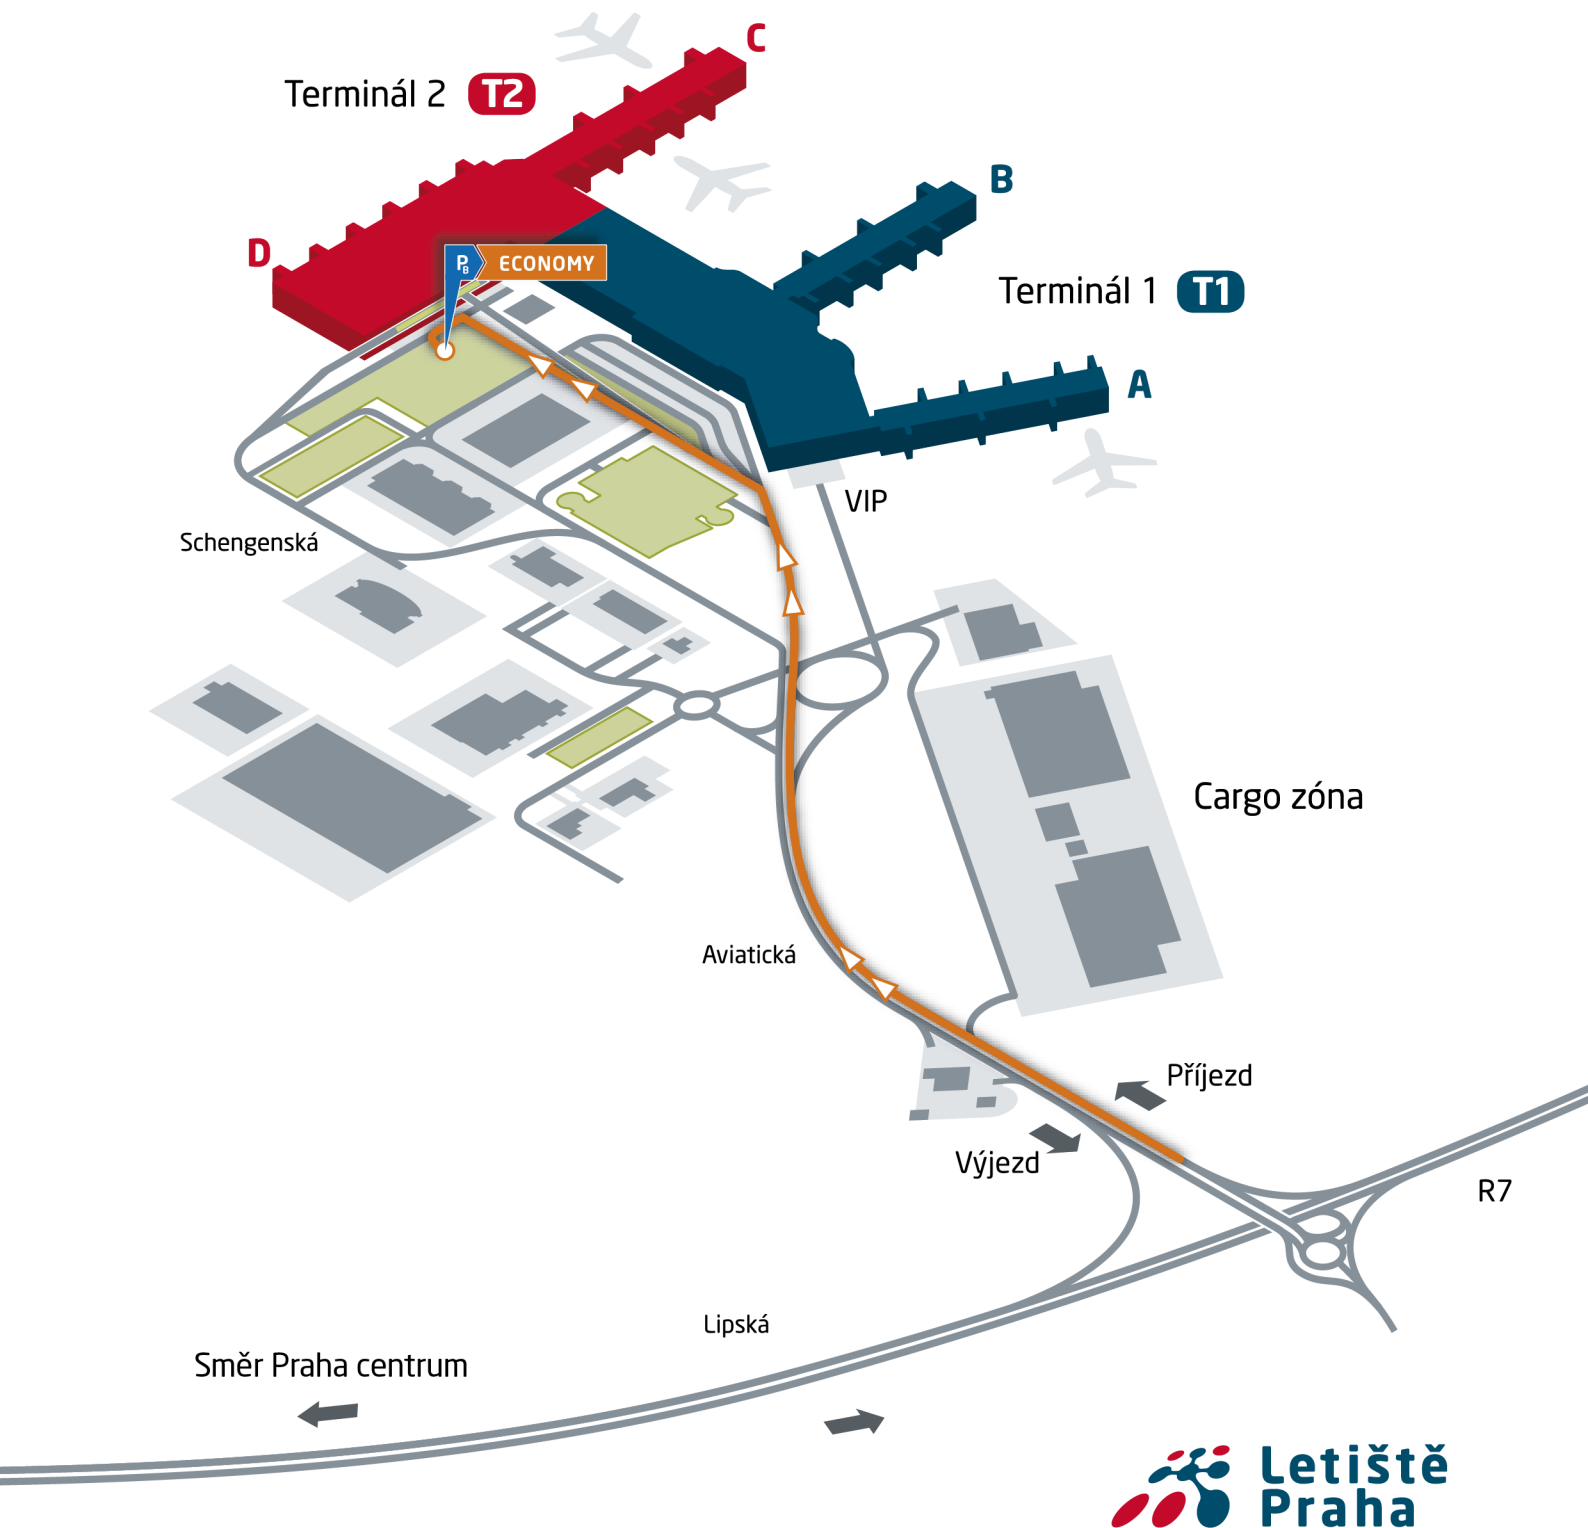 C
Terminál 2 T2
B
D
PB ECONOMY
Terminál 1 T1
A
VIP
Schengenská
Cargo zóna
Aviatická
Příjezd
Výjezd
R7
Lipská
Směr Praha centrum
Letiště
Praha